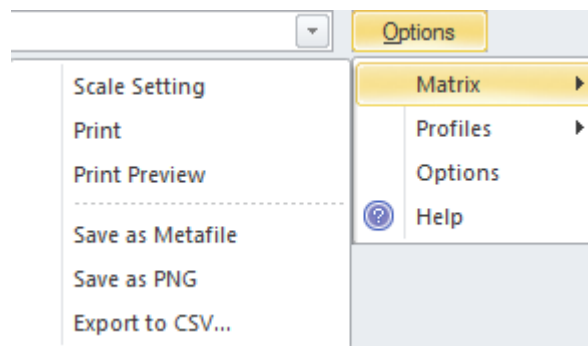 Options
Scale Setting
Print
Print Preview
Save as Metafile
Save as PNG
Export to CSV...
Matrix
Profiles
Options
Help